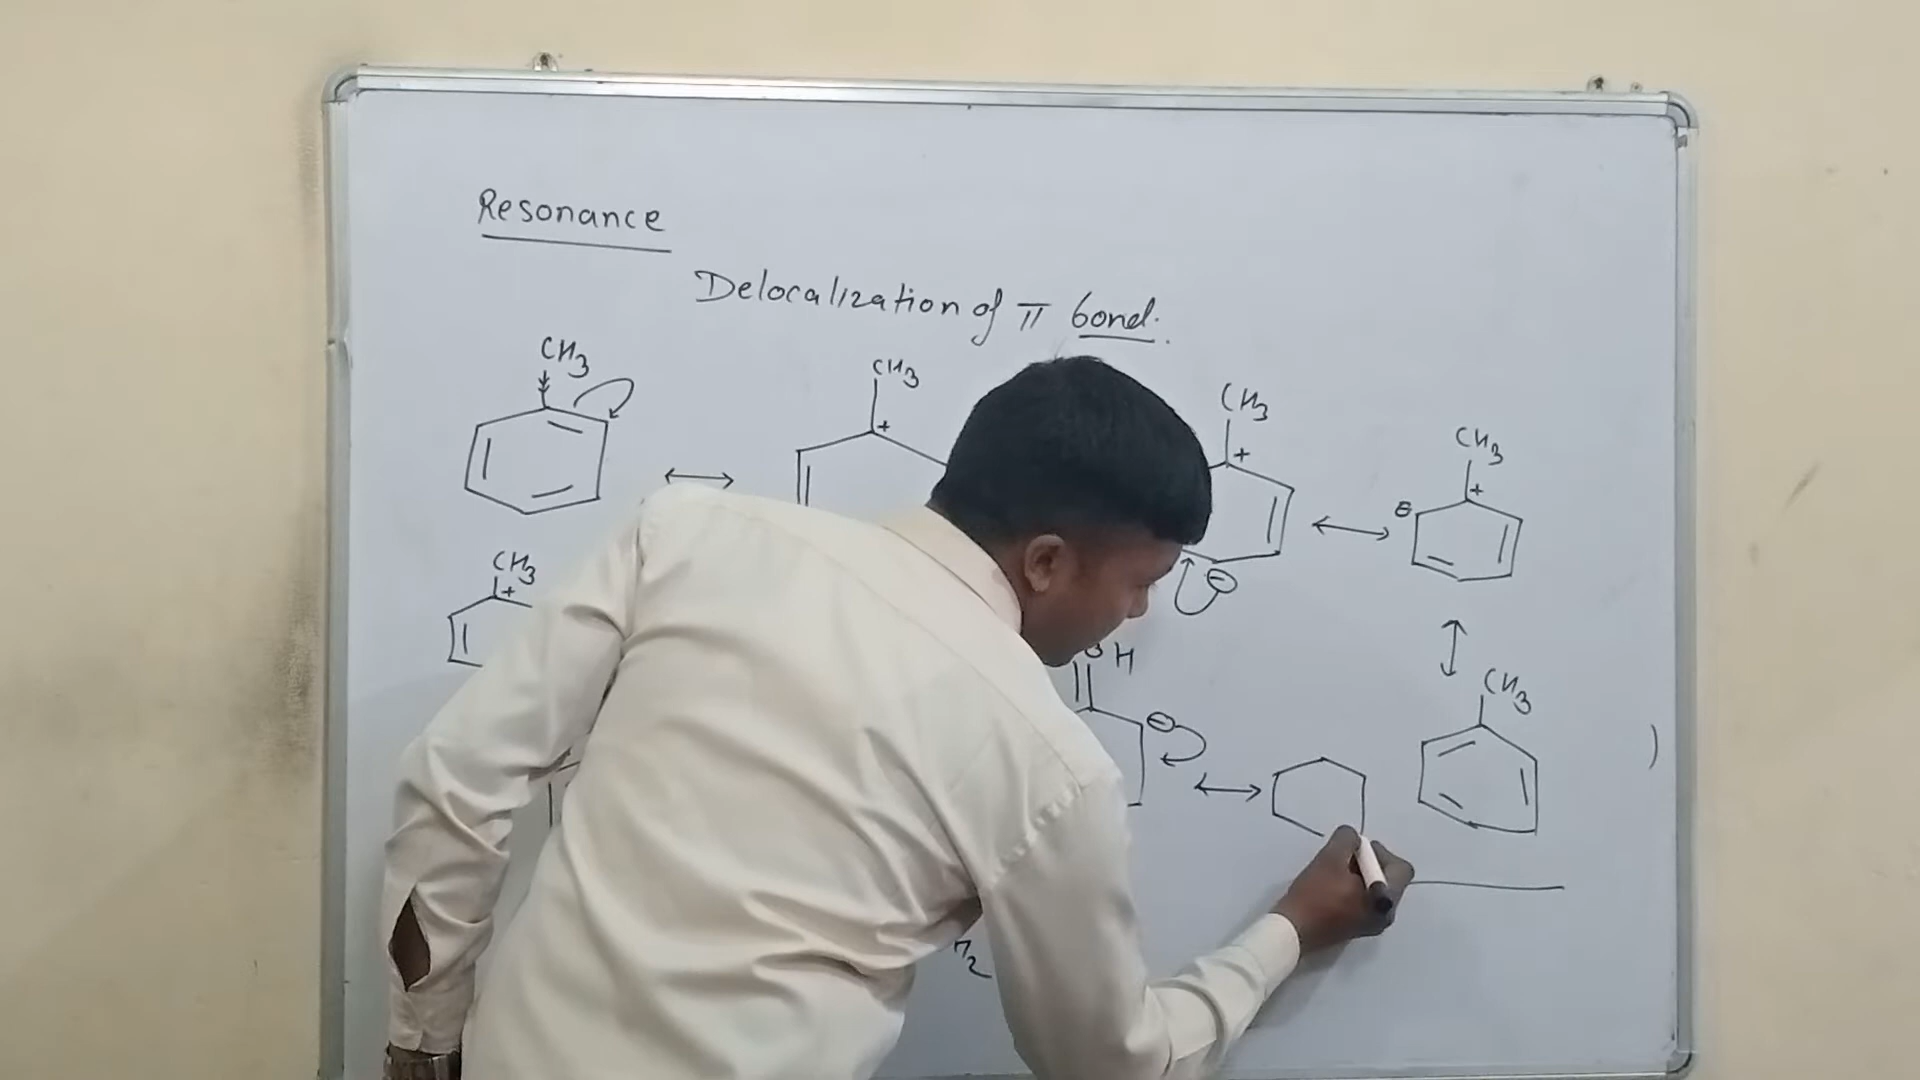 Resonance
Delocalization of π bond.
CH3
CH3
+
CH3
+
CH3
+
⊖
⊖
CH3
+
H
⊖
CH3